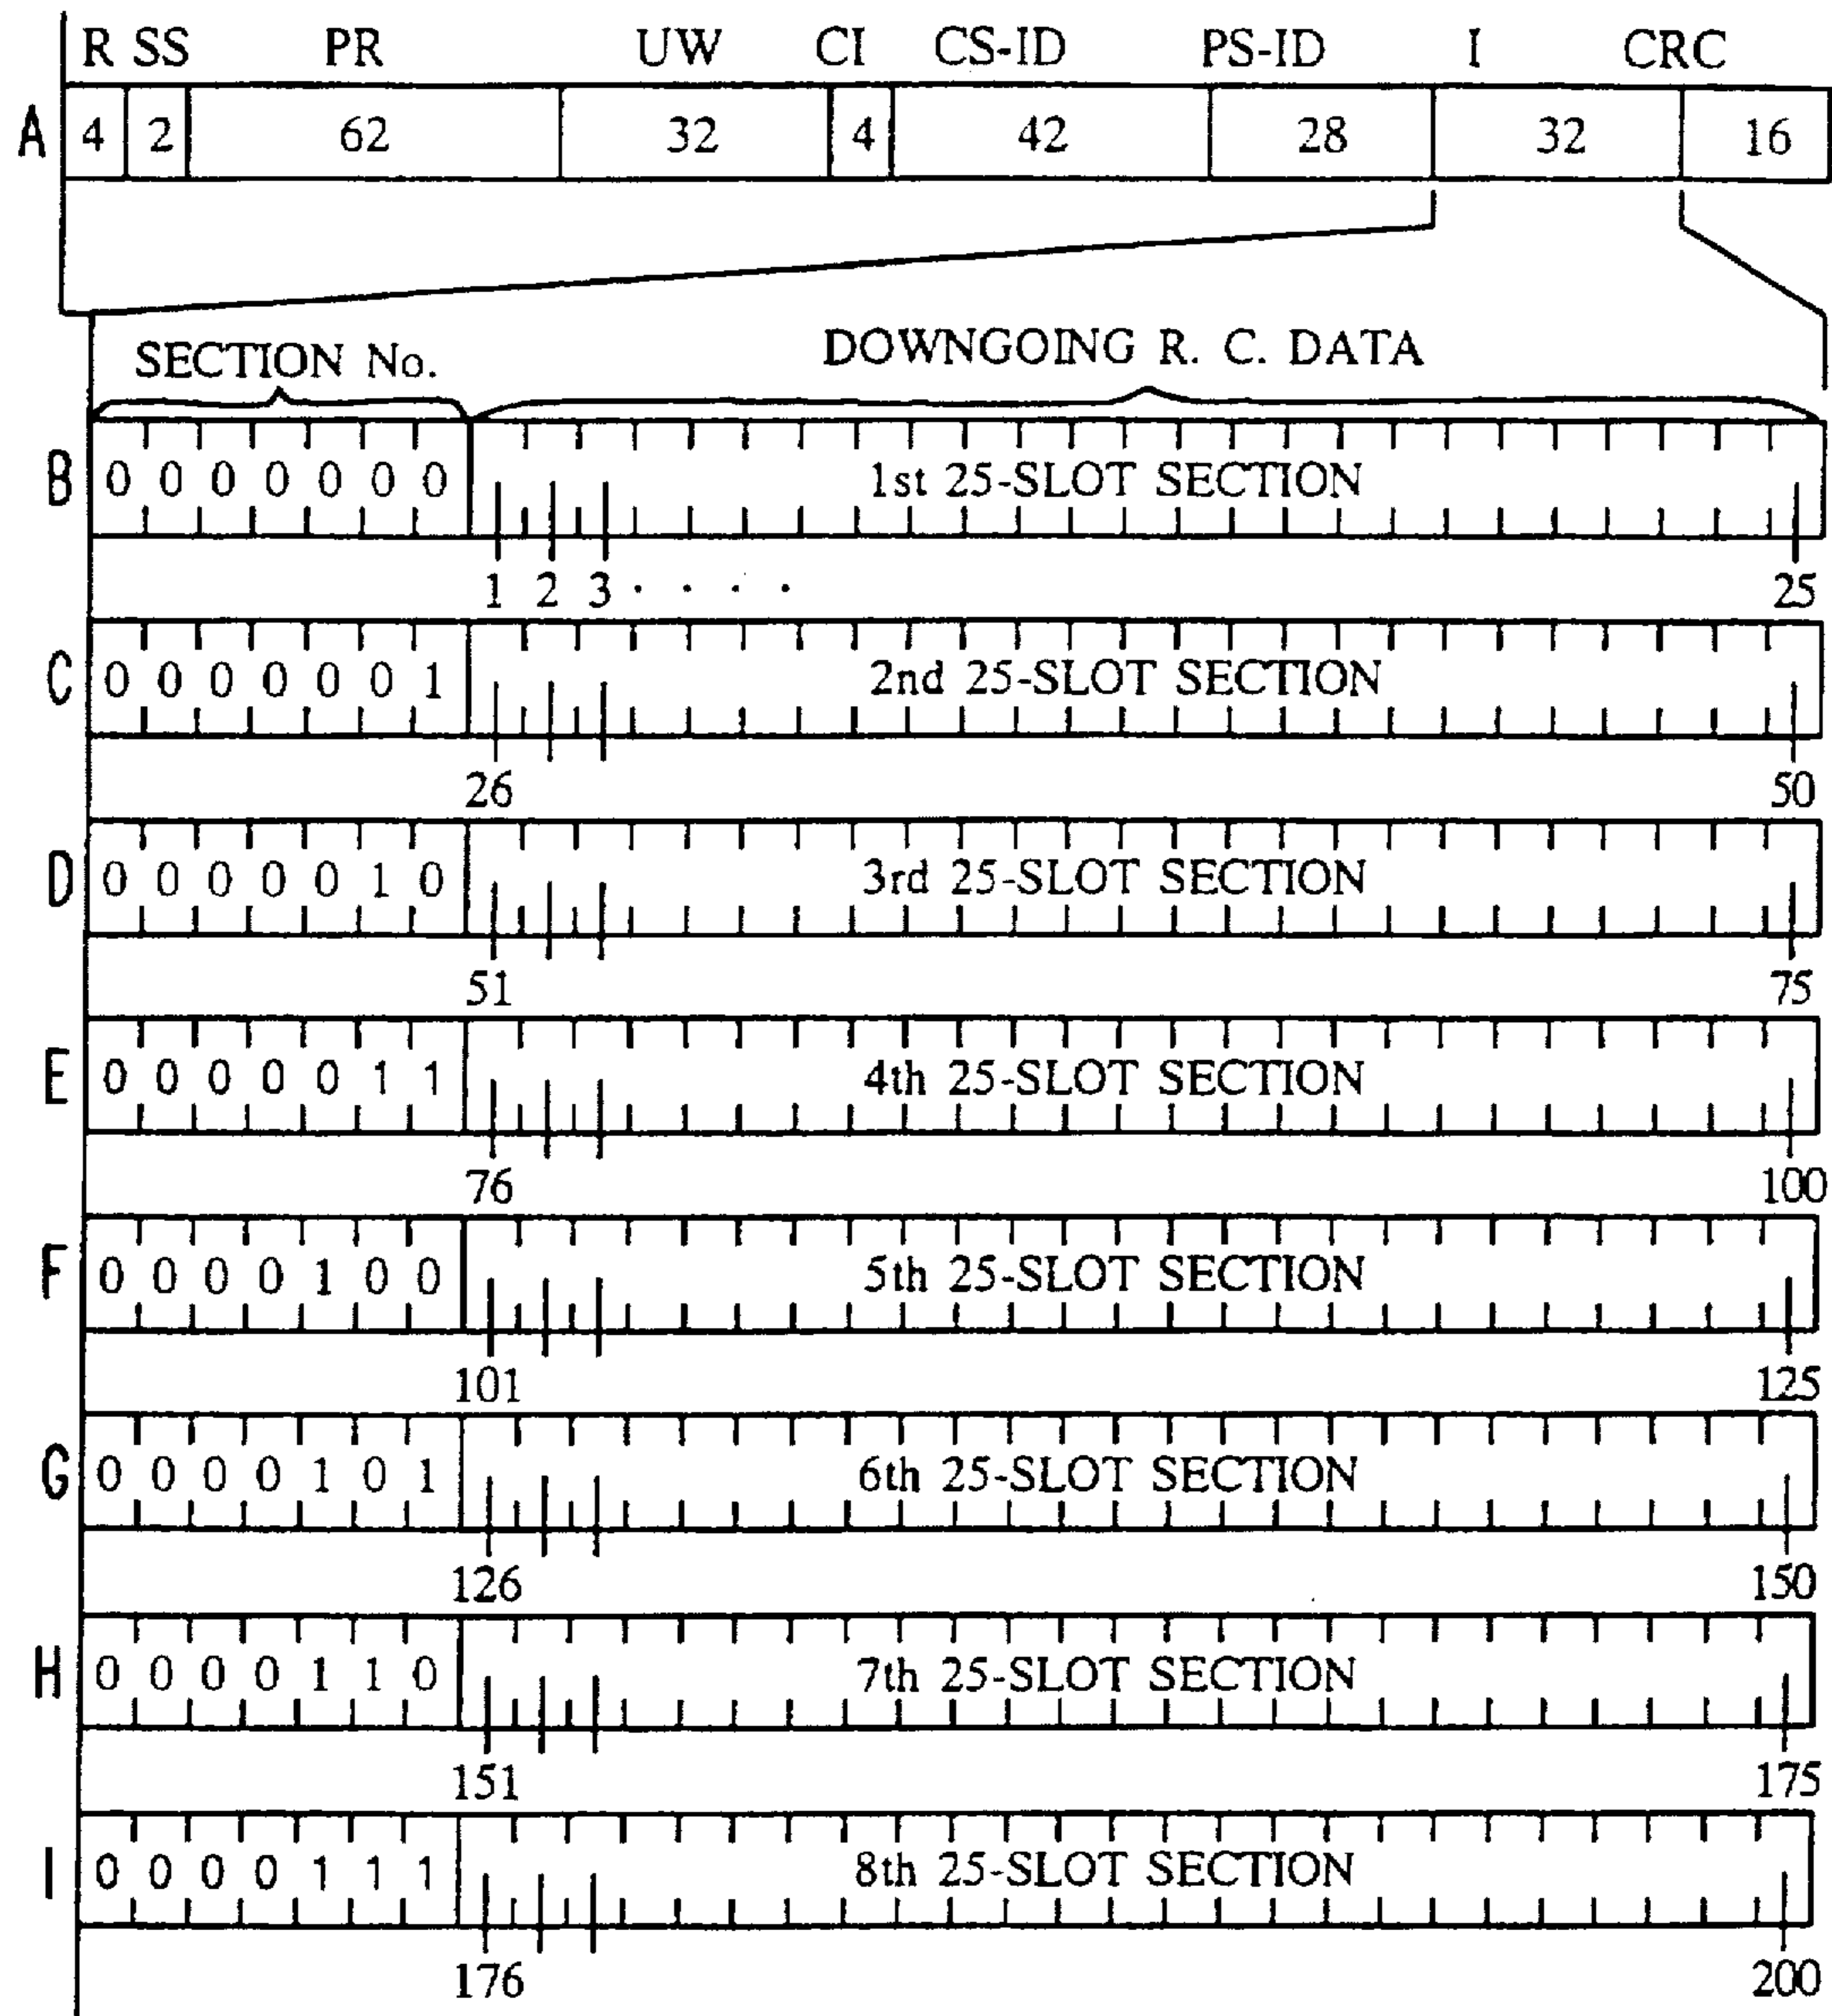 R SS PR UW CI CS-ID PS-ID I CRC
A 4 2 62 32 4 42 28 32 16
SECTION No. DOWNGOING R. C. DATA
B 0 0 0 0 0 0 0 1st 25-SLOT SECTION
1 2 3 . . . . 25
C 0 0 0 0 0 0 1 2nd 25-SLOT SECTION
26 50
D 0 0 0 0 0 1 0 3rd 25-SLOT SECTION
51 75
E 0 0 0 0 0 1 1 4th 25-SLOT SECTION
76 100
F 0 0 0 0 1 0 0 5th 25-SLOT SECTION
101 125
G 0 0 0 0 1 0 1 6th 25-SLOT SECTION
126 150
H 0 0 0 0 1 1 0 7th 25-SLOT SECTION
151 175
I 0 0 0 0 1 1 1 8th 25-SLOT SECTION
176 200